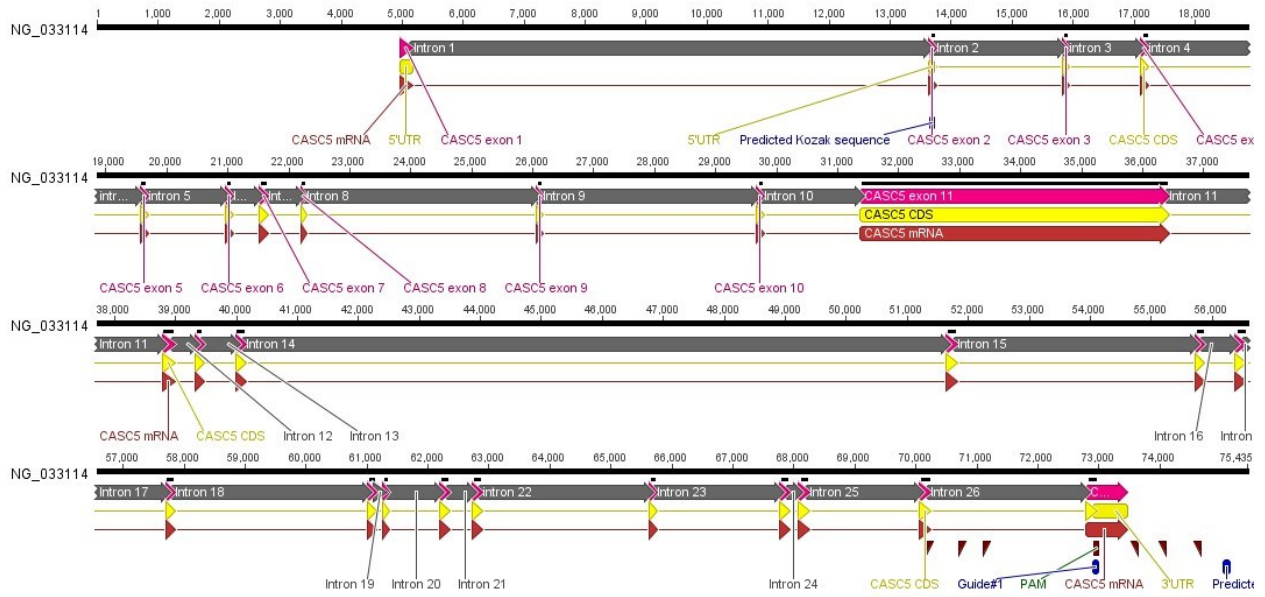 1 1,000 2,000 3,000 4,000 5,000 6,000 7,000 8,000 9,000 10,000 11,000 12,000 13,000 14,000 15,000 16,000 17,000 18,000
NG_033114
Intron 1 Intron 2 Intron 3 Intron 4
CASC5 mRNA 5'UTR CASC5 exon 1 5'UTR Predicted Kozak sequence CASC5 exon 2 CASC5 exon 3 CASC5 CDS CASC5 ex
19,000 20,000 21,000 22,000 23,000 24,000 25,000 26,000 27,000 28,000 29,000 30,000 31,000 32,000 33,000 34,000 35,000 36,000 37,000
NG_033114
intr... Intron 5 I... Int... Intron 8 Intron 9 Intron 10 CASC5 exon 11 Intron 11
CASC5 CDS
CASC5 mRNA
CASC5 exon 5 CASC5 exon 6 CASC5 exon 7 CASC5 exon 8 CASC5 exon 9 CASC5 exon 10
38,000 39,000 40,000 41,000 42,000 43,000 44,000 45,000 46,000 47,000 48,000 49,000 50,000 51,000 52,000 53,000 54,000 55,000 56,000
NG_033114
Intron 11 Intron 14 Intron 15
CASC5 mRNA CASC5 CDS Intron 12 Intron 13 Intron 16 Intron
57,000 58,000 59,000 60,000 61,000 62,000 63,000 64,000 65,000 66,000 67,000 68,000 69,000 70,000 71,000 72,000 73,000 74,000 75,435
NG_033114
Intron 17 Intron 18 Intron 22 Intron 23 Intron 25 Intron 26 C...
Intron 19 Intron 20 Intron 21 Intron 24 CASC5 CDS Guide#1 PAM CASC5 mRNA 3'UTR Predicte